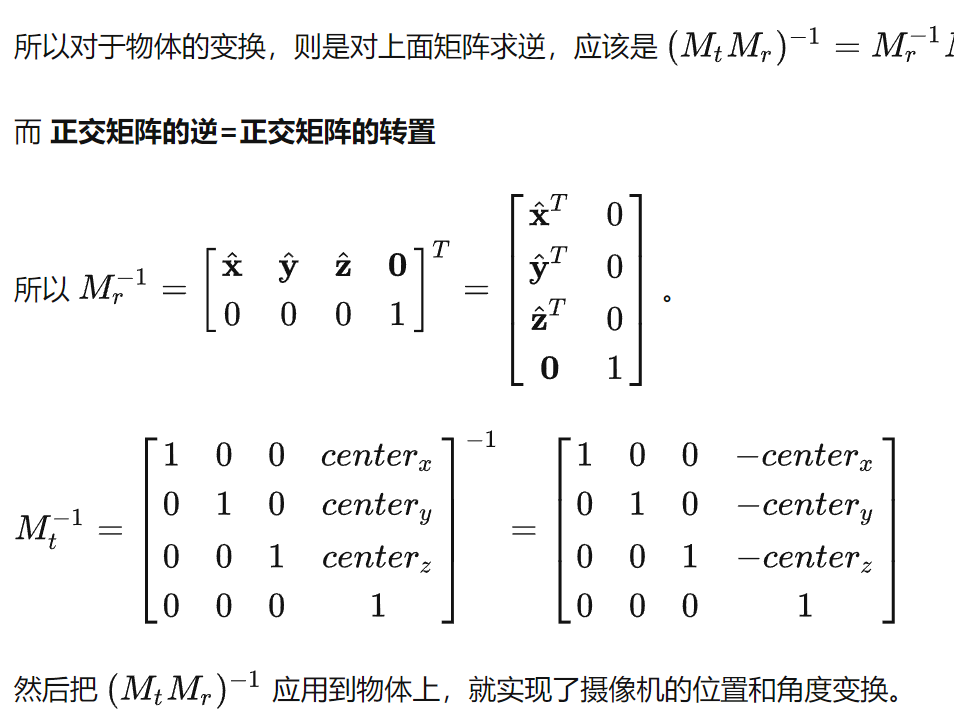 所以对于物体的变换，则是对上面矩阵求逆，应该是 $(M_t M_r)^{-1} = M_r^{-1}$
而 正交矩阵的逆=正交矩阵的转置
所以 $M_r^{-1} = \begin{bmatrix} \hat{\mathbf{x}} & \hat{\mathbf{y}} & \hat{\mathbf{z}} & \mathbf{0} \\ 0 & 0 & 0 & 1 \end{bmatrix}^T = \begin{bmatrix} \hat{\mathbf{x}}^T & 0 \\ \hat{\mathbf{y}}^T & 0 \\ \hat{\mathbf{z}}^T & 0 \\ \mathbf{0} & 1 \end{bmatrix}$ 。
$M_t^{-1} = \begin{bmatrix} 1 & 0 & 0 & center_x \\ 0 & 1 & 0 & center_y \\ 0 & 0 & 1 & center_z \\ 0 & 0 & 0 & 1 \end{bmatrix}^{-1} = \begin{bmatrix} 1 & 0 & 0 & -center_x \\ 0 & 1 & 0 & -center_y \\ 0 & 0 & 1 & -center_z \\ 0 & 0 & 0 & 1 \end{bmatrix}$
然后把 $(M_t M_r)^{-1}$ 应用到物体上，就实现了摄像机的位置和角度变换。